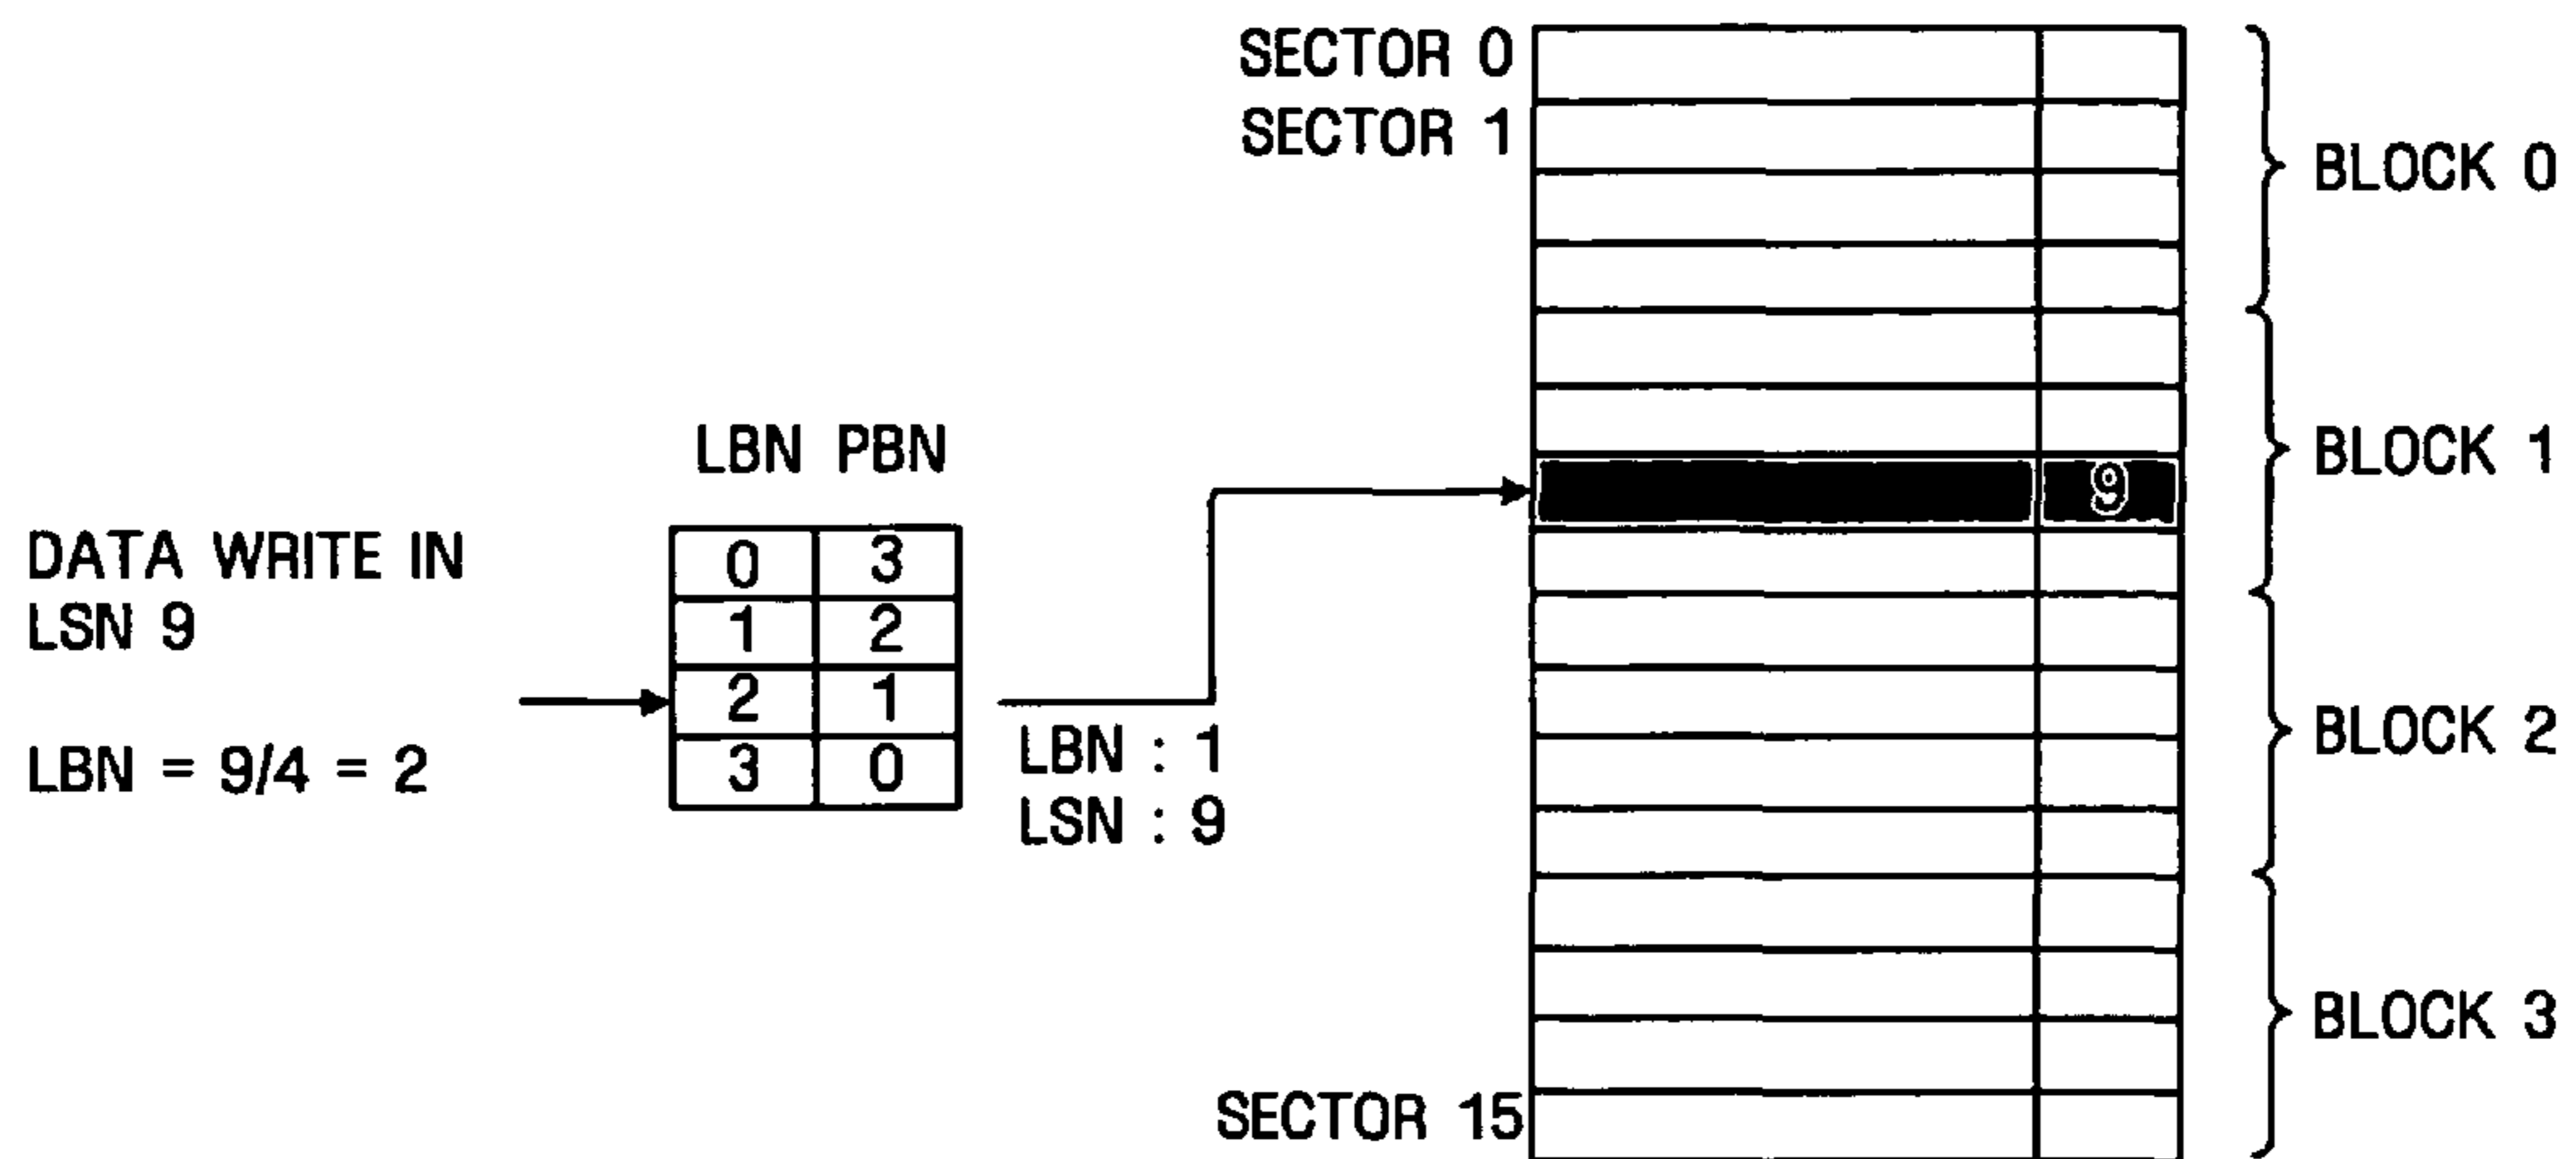 SECTOR 0
SECTOR 1
BLOCK 0
BLOCK 1
9
LBN PBN
DATA WRITE IN
LSN 9
LBN = 9/4 = 2
0 3
1 2
2 1
3 0
LBN : 1
LSN : 9
BLOCK 2
BLOCK 3
SECTOR 15